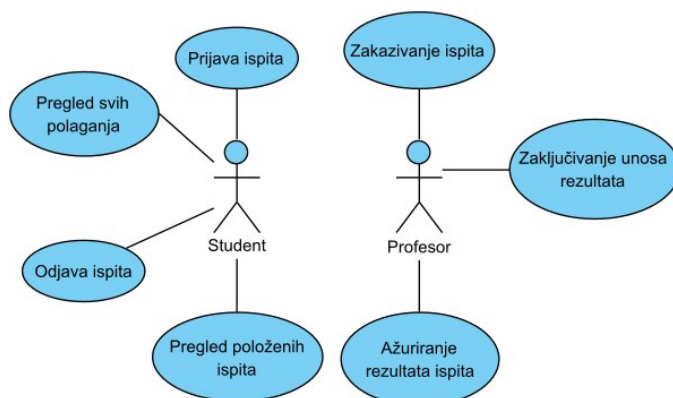 Prijava ispita
Zakazivanje ispita
Pregled svih
polaganja
Zaključivanje unosa
rezultata
Student
Profesor
Odjava ispita
Pregled položenih
ispita
Ažuriranje
rezultata ispita